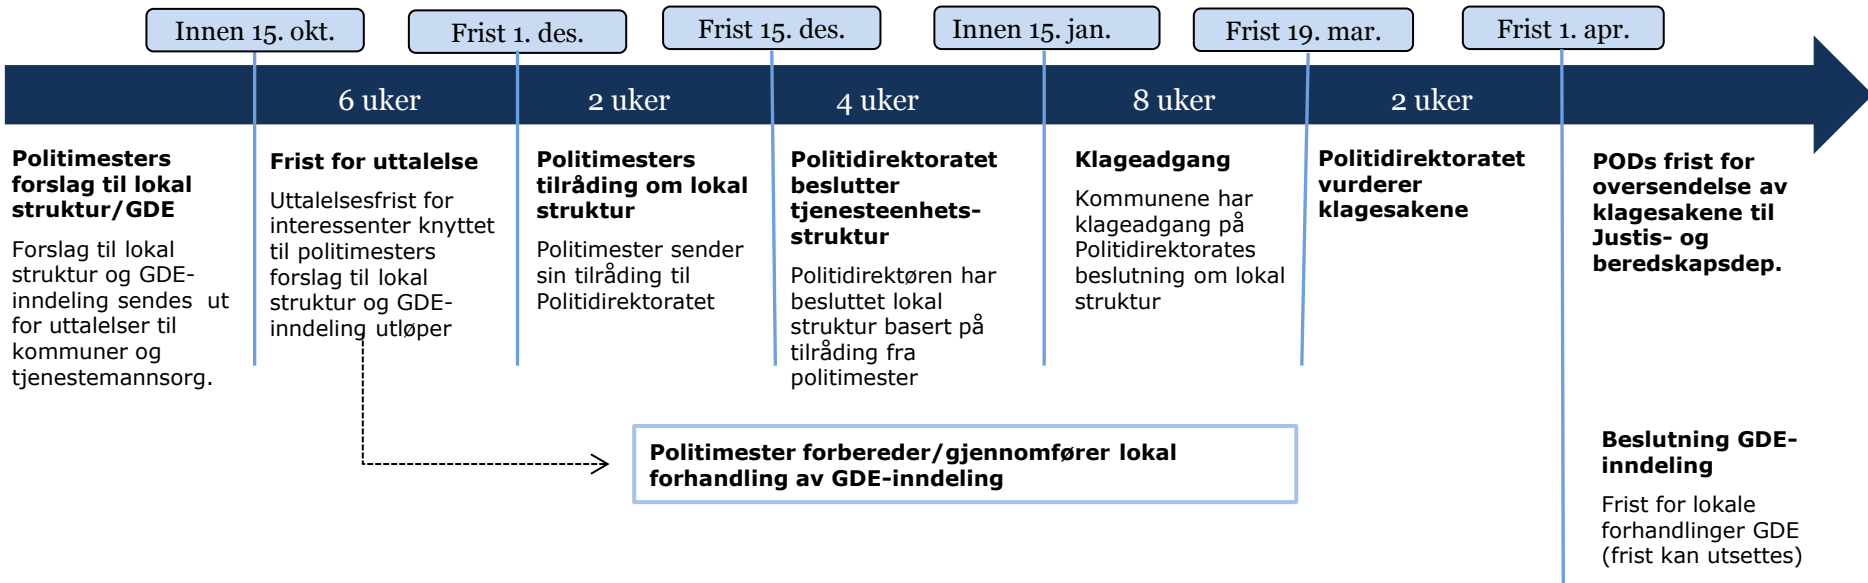 Innen 15. okt.
Frist 1. des.
Frist 15. des.
Innen 15. jan.
Frist 19. mar.
Frist 1. apr.
6 uker
2 uker
4 uker
8 uker
2 uker
Politimesters
forslag til lokal
struktur/GDE
Forslag til lokal
struktur og GDE-
inndeling sendes ut
for uttalelser til
kommuner og
tjenestemannsorg.
Frist for uttalelse
Uttalelsesfrist for
interessenter knyttet
til politimesters
forslag til lokal
struktur og GDE-
inndeling utløper
Politimesters
tilråding om lokal
struktur
Politimester sender
sin tilråding til
Politidirektoratet
Politidirektoratet
beslutter
tjenesteenhets-
struktur
Politidirektøren har
besluttet lokal
struktur basert på
tilråding fra
politimester
Klageadgang
Kommunene har
klageadgang på
Politidirektorates
beslutning om lokal
struktur
Politidirektoratet
vurderer
klagesakene
PODs frist for
oversendelse av
klagesakene til
Justis- og
beredskapsdep.
Politimester forbereder/gjennomfører lokal
forhandling av GDE-inndeling
Beslutning GDE-
inndeling
Frist for lokale
forhandlinger GDE
(frist kan utsettes)